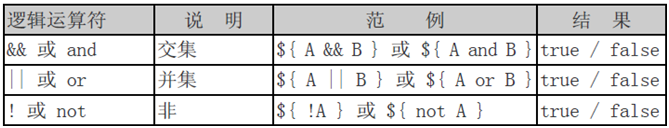 逻辑运算符 说 明 范 例 结 果
&& 或 and 交集 ${ A && B } 或 ${ A and B } true / false
|| 或 or 并集 ${ A || B } 或 ${ A or B } true / false
! 或 not 非 ${ !A } 或 ${ not A } true / false